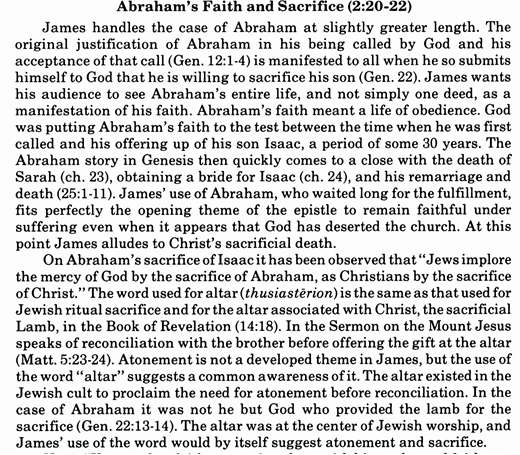 Abraham's Faith and Sacrifice (2:20-22)
James handles the case of Abraham at slightly greater length. The
original justification of Abraham in his being called by God and his
acceptance of that call (Gen. 12:1-4) is manifested to all when he so submits
himself to God that he is willing to sacrifice his son (Gen. 22). James wants
his audience to see Abraham's entire life, and not simply one deed, as a
manifestation of his faith. Abraham's faith meant a life of obedience. God
was putting Abraham's faith to the test between the time when he was first
called and his offering up of his son Isaac, a period of some 30 years. The
Abraham story in Genesis then quickly comes to a close with the death of
Sarah (ch. 23), obtaining a bride for Isaac (ch. 24), and his remarriage and
death (25:1-11). James' use of Abraham, who waited long for the fulfillment,
fits perfectly the opening theme of the epistle to remain faithful under
suffering even when it appears that God has deserted the church. At this
point James alludes to Christ's sacrificial death.
On Abraham's sacrifice of Isaac it has been observed that "Jews implore
the mercy of God by the sacrifice of Abraham, as Christians by the sacrifice
of Christ." The word used for altar (thusiastērion) is the same as that used for
Jewish ritual sacrifice and for the altar associated with Christ, the sacrificial
Lamb, in the Book of Revelation (14:18). In the Sermon on the Mount Jesus
speaks of reconciliation with the brother before offering the gift at the altar
(Matt. 5:23-24). Atonement is not a developed theme in James, but the use of
the word "altar" suggests a common awareness of it. The altar existed in the
Jewish cult to proclaim the need for atonement before reconciliation. In the
case of Abraham it was not he but God who provided the lamb for the
sacrifice (Gen. 22:13-14). The altar was at the center of Jewish worship, and
James' use of the word would by itself suggest atonement and sacrifice.